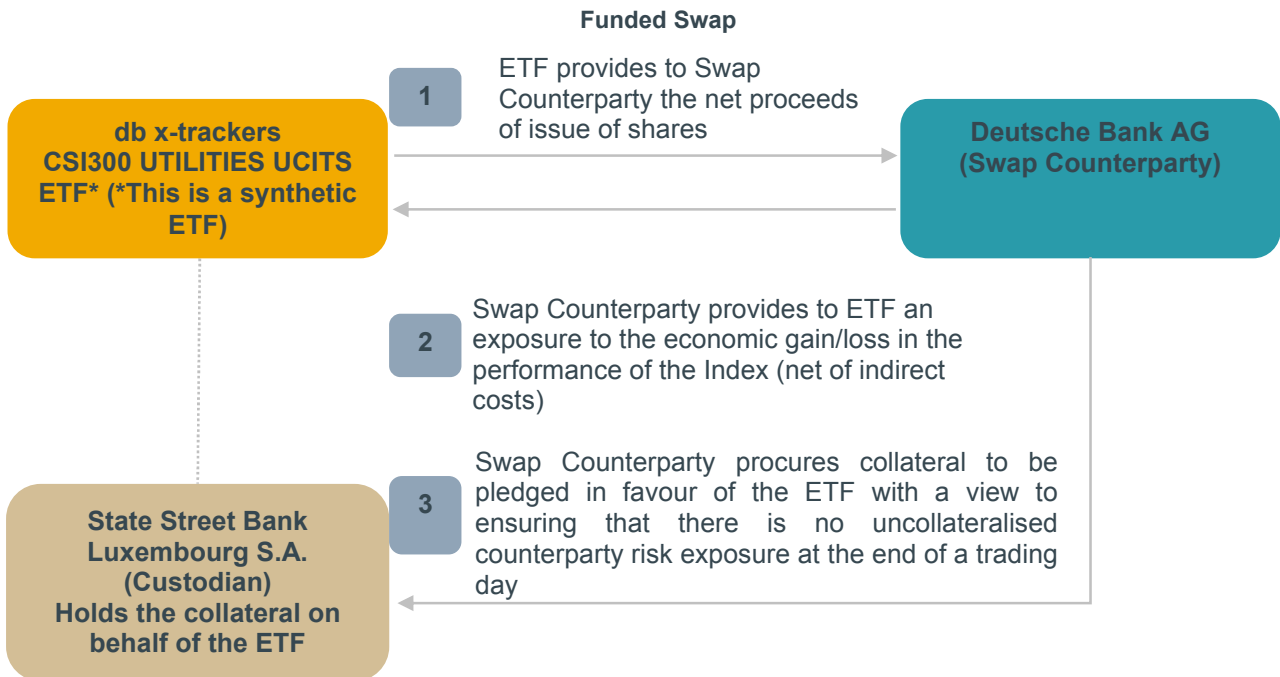 Funded Swap
1
ETF provides to Swap
Counterparty the net proceeds
of issue of shares
db x-trackers
CSI300 UTILITIES UCITS
ETF* (*This is a synthetic
ETF)
Deutsche Bank AG
(Swap Counterparty)
2
Swap Counterparty provides to ETF an
exposure to the economic gain/loss in the
performance of the Index (net of indirect
costs)
3
Swap Counterparty procures collateral to be
pledged in favour of the ETF with a view to
ensuring that there is no uncollateralised
counterparty risk exposure at the end of a trading
day
State Street Bank
Luxembourg S.A.
(Custodian)
Holds the collateral on
behalf of the ETF